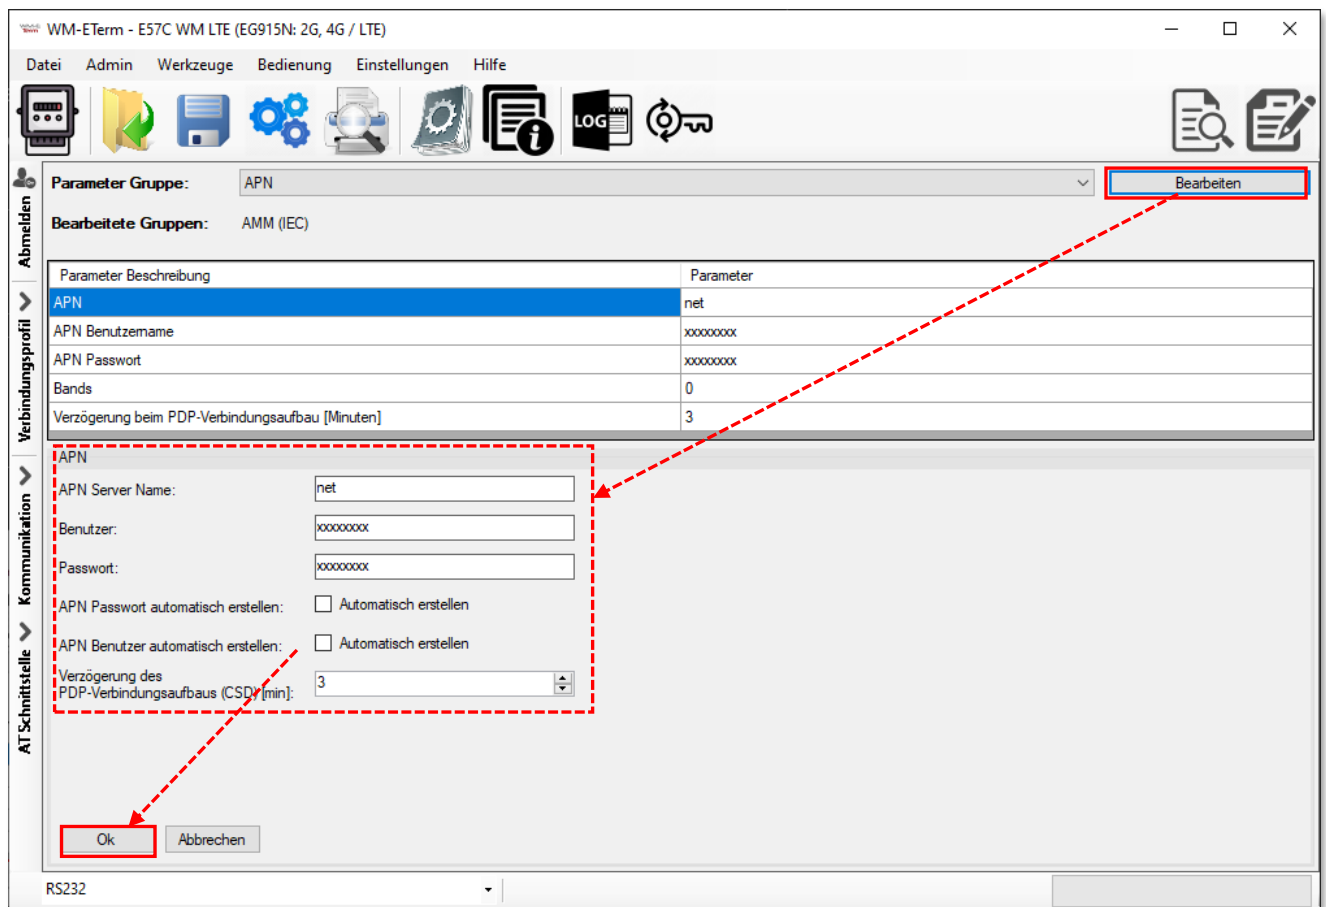 WM-ETerm - E57C WM LTE (EG915N: 2G, 4G / LTE)
Datei Admin Werkzeuge Bedienung Einstellungen Hilfe
LOG
Abmelden
Verbindungsprofil
Kommunikation
AT Schnittstelle
Parameter Gruppe: APN Bearbeiten
Bearbeitete Gruppen: AMM (IEC)
Parameter Beschreibung Parameter
APN net
APN Benutzername xxxxxxxx
APN Passwort xxxxxxxx
Bands 0
Verzögerung beim PDP-Verbindungsaufbau [Minuten] 3
APN
APN Server Name: net
Benutzer: xxxxxxxx
Passwort: xxxxxxxx
APN Passwort automatisch erstellen: Automatisch erstellen
APN Benutzer automatisch erstellen: Automatisch erstellen
Verzögerung des
PDP-Verbindungsaufbaus (CSD) [min]: 3
Ok Abbrechen
RS232